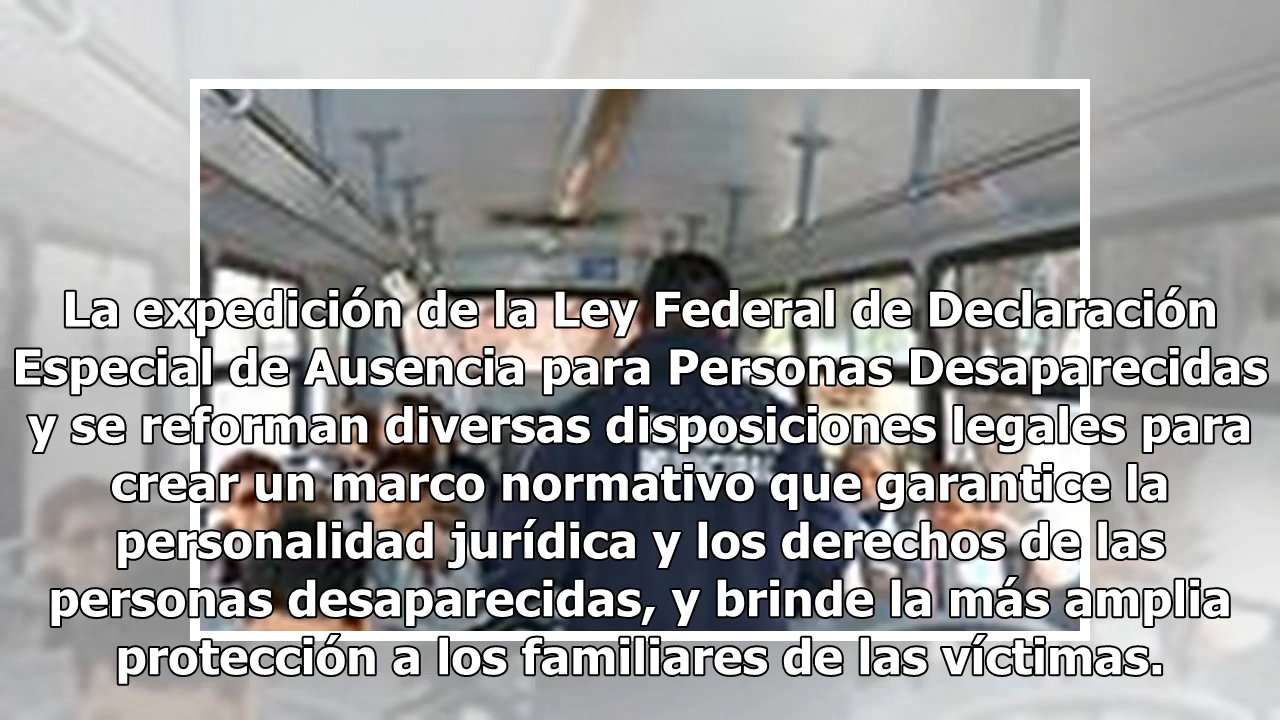 La expedición de la Ley Federal de Declaración
Especial de Ausencia para Personas Desaparecidas
y se reforman diversas disposiciones legales para
crear un marco normativo que garantice la
personalidad jurídica y los derechos de las
personas desaparecidas, y brinde la más amplia
protección a los familiares de las víctimas.